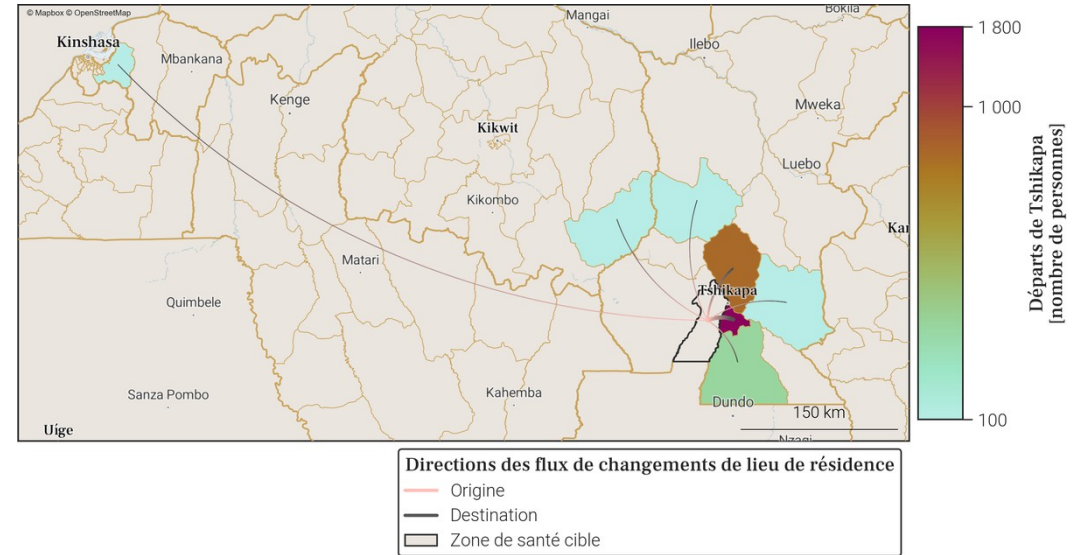 © Mapbox © OpenStreetMap
Mangai
Bokila
Kinshasa
Mbankana
Ilebo
Kenge
Mweka
Kikwit
Luebo
Kikombo
Matari
Tshikapa
Quimbele
Sanza Pombo
Kahemba
Dundo
150 km
Uíge
Nzagi
1 800
1 000
100
Départs de Tshikapa
[nombre de personnes]
Directions des flux de changements de lieu de résidence
Origine
Destination
Zone de santé cible